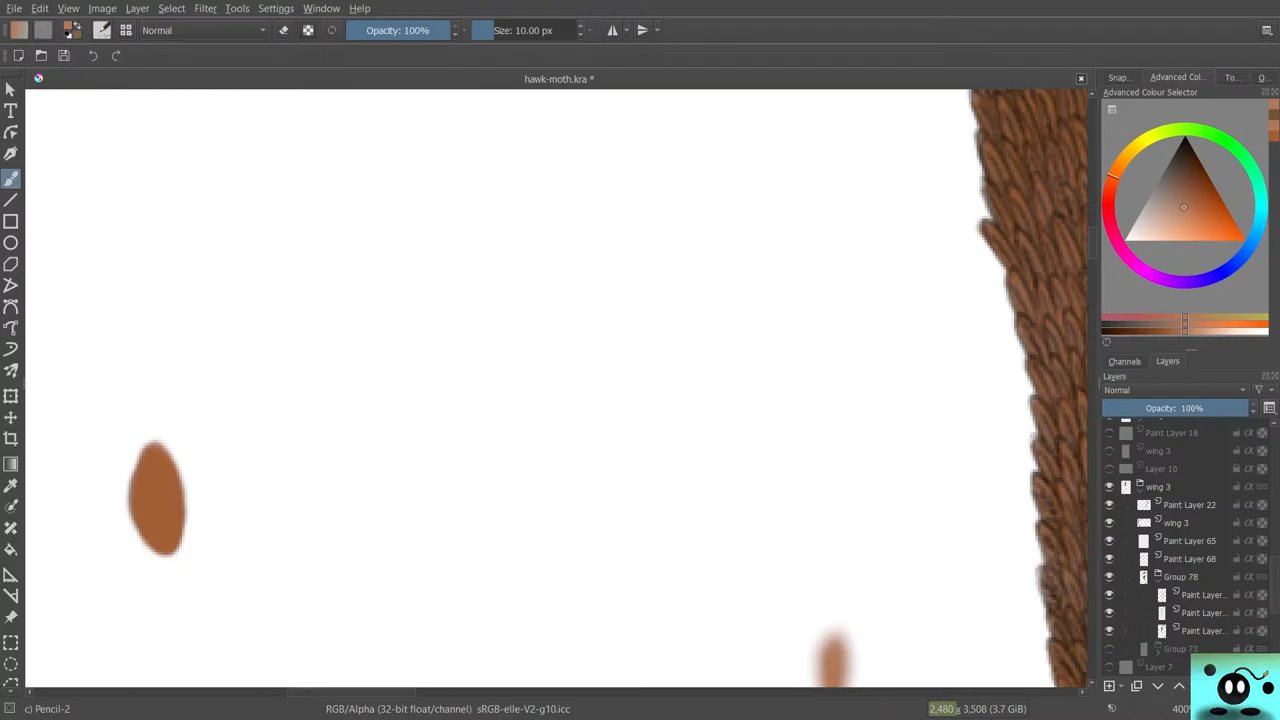 File Edit View Image Layer Select Filter Tools Settings Window Help
Normal Opacity: 100% Size: 10.00 px
hawk-moth.kra *
Snap... Advanced Col... To... O...
Advanced Colour Selector
Channels Layers
Layers
Normal
Opacity: 100%
Paint Layer 18
wing 3
Layer 10
wing 3
Paint Layer 22
wing 3
Paint Layer 65
Paint Layer 68
Group 78
Paint Layer...
Paint Layer...
Paint Layer...
Group 73
Layer 7
c) Pencil-2 RGB/Alpha (32-bit float/channel) sRGB-elle-V2-g10.icc 2,480 x 3,508 (3.7 GiB) 400%